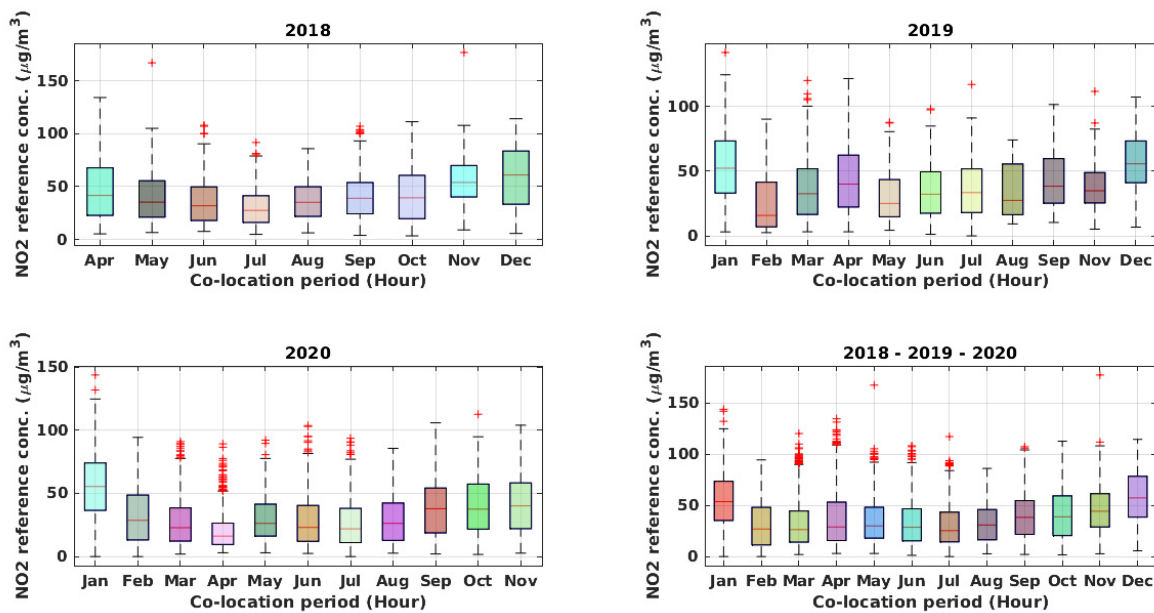 2018
NO2 reference conc. (μg/m³)
150
100
50
0
Apr May Jun Jul Aug Sep Oct Nov Dec
Co-location period (Hour)
2019
NO2 reference conc. (μg/m³)
100
50
0
Jan Feb Mar Apr May Jun Jul Aug Sep Nov Dec
Co-location period (Hour)
2020
NO2 reference conc. (μg/m³)
150
100
50
0
Jan Feb Mar Apr May Jun Jul Aug Sep Oct Nov
Co-location period (Hour)
2018 - 2019 - 2020
NO2 reference conc. (μg/m³)
150
100
50
0
Jan Feb Mar Apr May Jun Jul Aug Sep Oct Nov Dec
Co-location period (Hour)